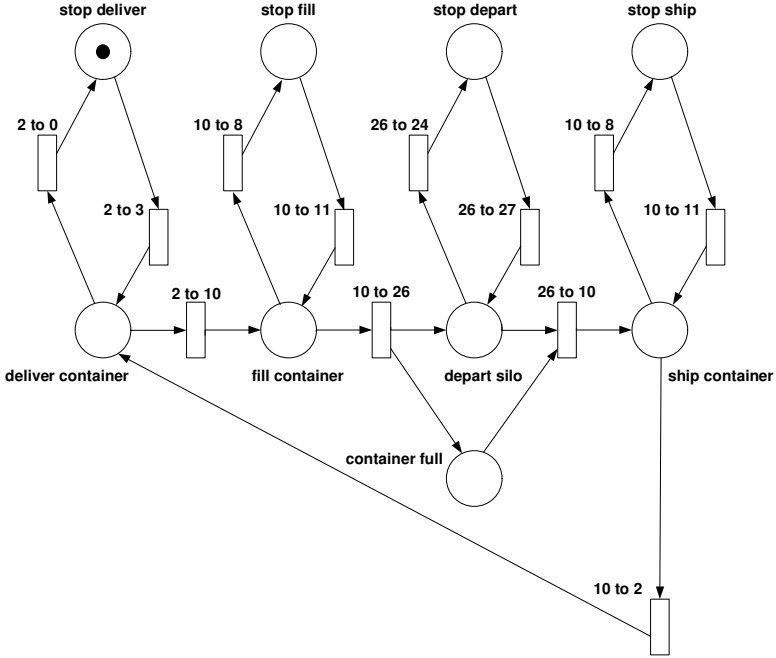 stop deliver
stop fill
stop depart
stop ship
2 to 0
10 to 8
26 to 24
10 to 8
2 to 3
10 to 11
26 to 27
10 to 11
2 to 10
10 to 26
26 to 10
deliver container
fill container
depart silo
ship container
container full
10 to 2